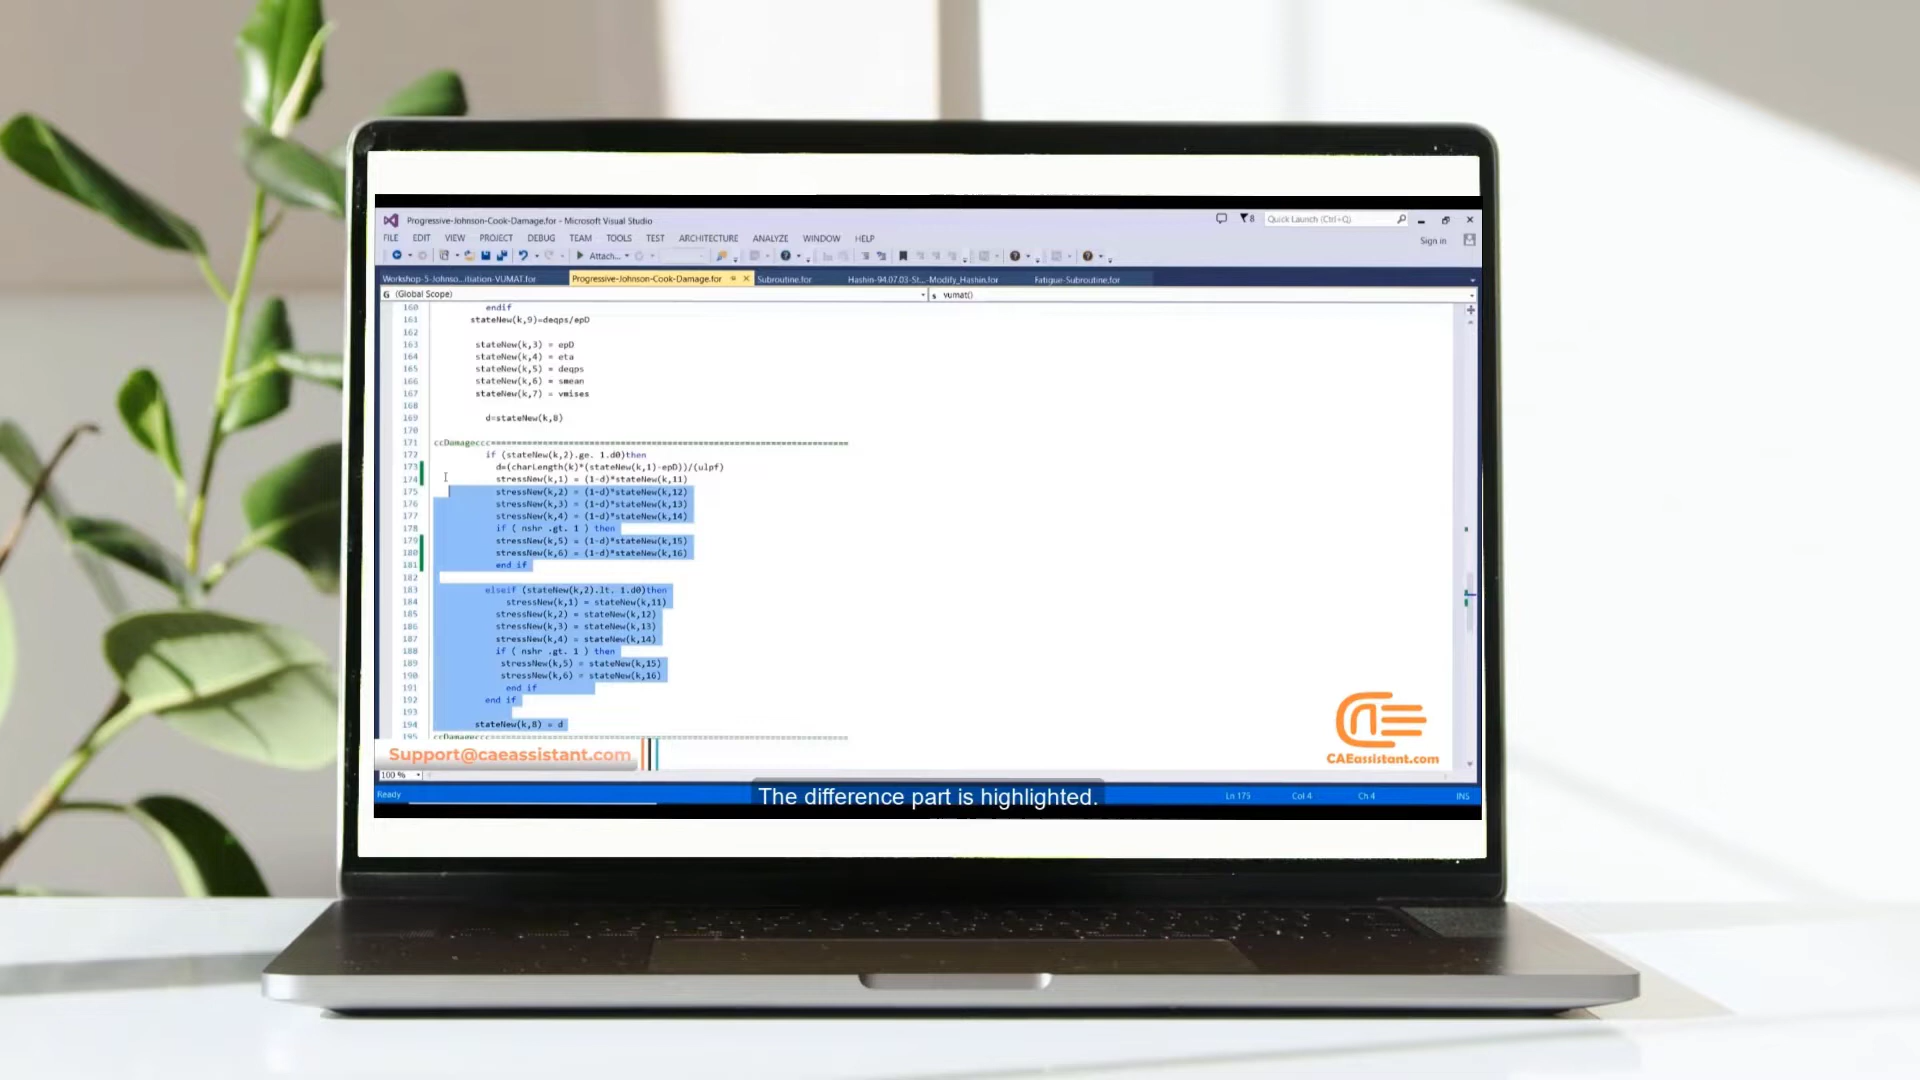 Progressive-Johnson-Cook-Damage.for - Microsoft Visual Studio
8
Quick Launch (Ctrl+Q)
FILE EDIT VIEW PROJECT DEBUG TEAM TOOLS TEST ARCHITECTURE ANALYZE WINDOW HELP
Sign in
Attach...
Workshop-5-Johnso...itiation-VUMAT.for Progressive-Johnson-Cook-Damage.for Subroutine.for Hashin-94.07.03-St...-Modify_Hashin.for Fatigue-Subroutine.for
(Global Scope) vumat()
160 endif
161 stateNew(k,9)=deqps/epD
162
163 stateNew(k,3) = epD
164 stateNew(k,4) = eta
165 stateNew(k,5) = deqps
166 stateNew(k,6) = smean
167 stateNew(k,7) = vmises
168
169 d=stateNew(k,8)
170
171 ccDamageccc====================================================================
172 if (stateNew(k,2).ge. 1.d0)then
173 d=(charLength(k)*(stateNew(k,1)-epD))/(ulpf)
174 stressNew(k,1) = (1-d)*stateNew(k,11)
175 stressNew(k,2) = (1-d)*stateNew(k,12)
176 stressNew(k,3) = (1-d)*stateNew(k,13)
177 stressNew(k,4) = (1-d)*stateNew(k,14)
178 if ( nshr .gt. 1 ) then
179 stressNew(k,5) = (1-d)*stateNew(k,15)
180 stressNew(k,6) = (1-d)*stateNew(k,16)
181 end if
182
183 elseif (stateNew(k,2).lt. 1.d0)then
184 stressNew(k,1) = stateNew(k,11)
185 stressNew(k,2) = stateNew(k,12)
186 stressNew(k,3) = stateNew(k,13)
187 stressNew(k,4) = stateNew(k,14)
188 if ( nshr .gt. 1 ) then
189 stressNew(k,5) = stateNew(k,15)
190 stressNew(k,6) = stateNew(k,16)
191 end if
192 end if
193
194 stateNew(k,8) = d
195 ccDamageccc====================================================================
Support@caeassistant.com
CAEassistant.com
100 %
Ready
The difference part is highlighted.
Ln 175 Col 4 Ch 4 INS